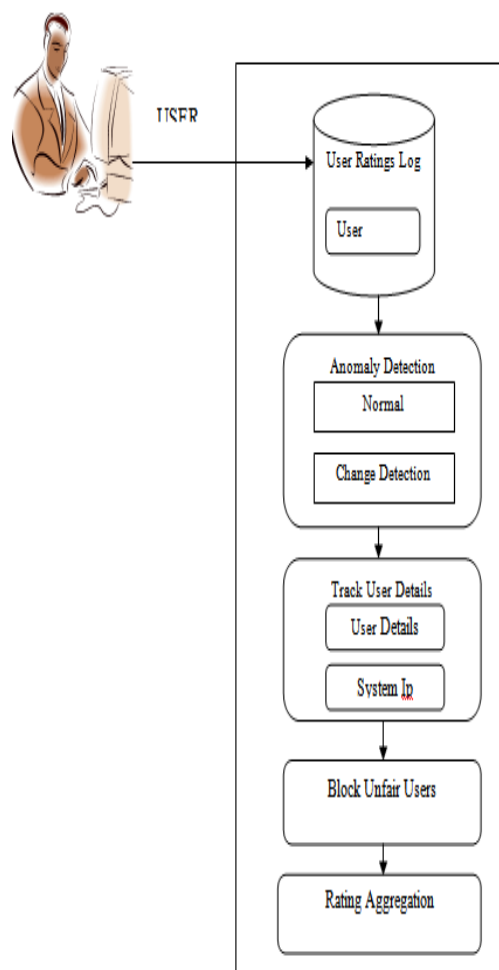 USER
User Ratings Log
User
Anomaly Detection
Normal
Change Detection
Track User Details
User Details
System Ip
Block Unfair Users
Rating Aggregation